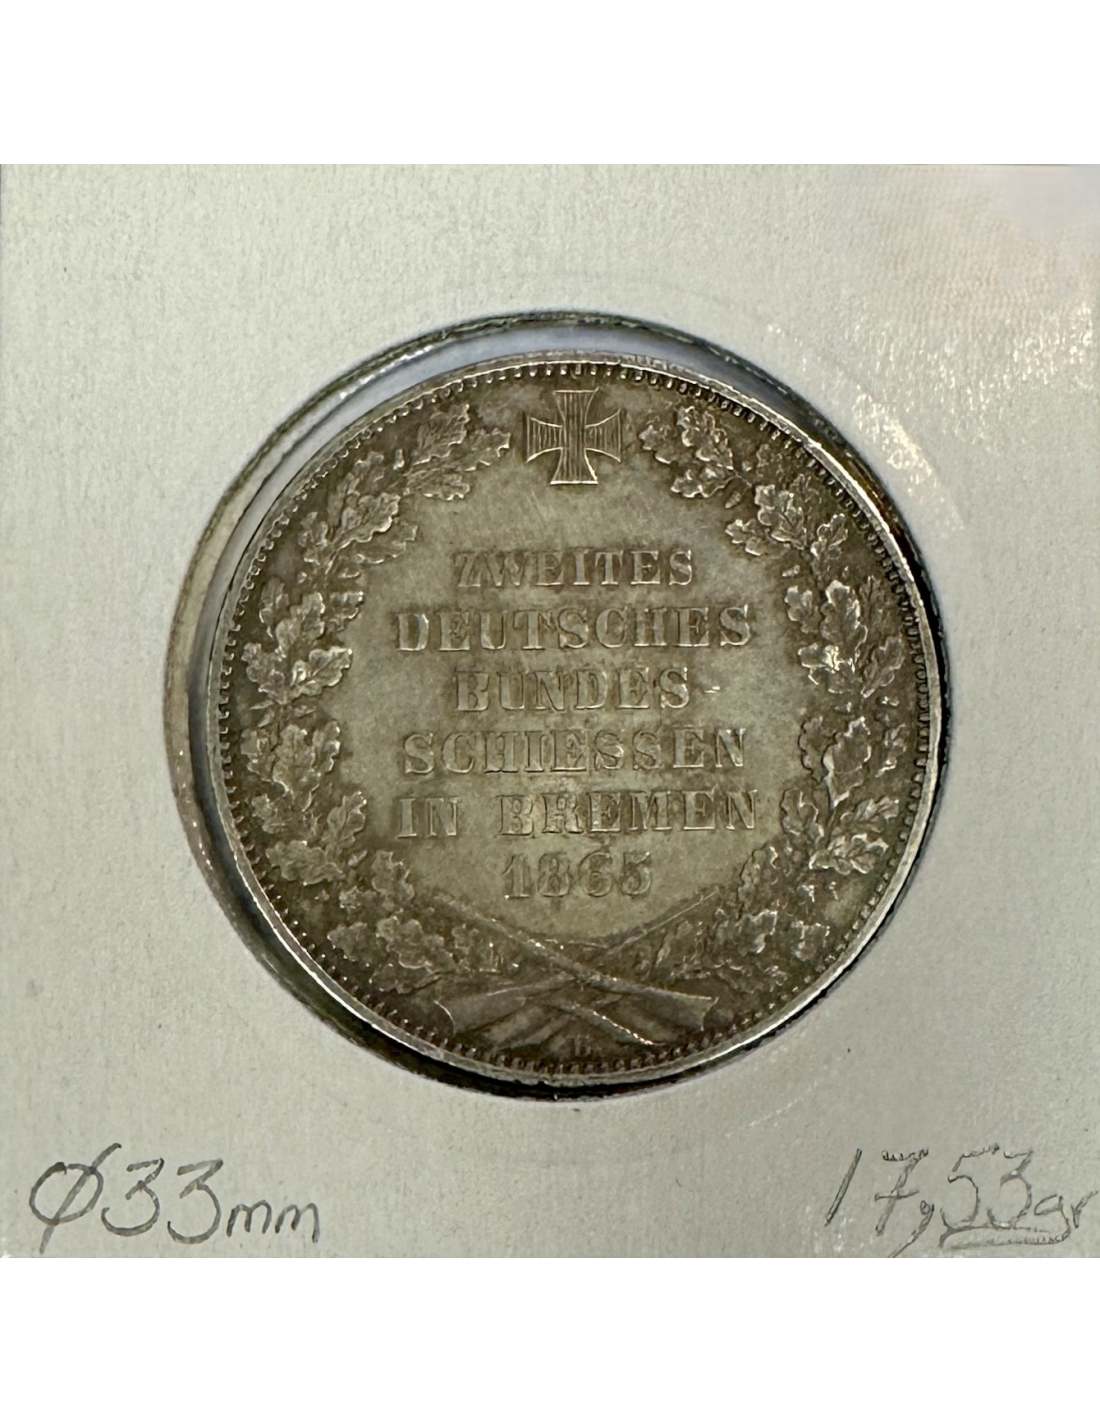 ZWEITES
DEUTSCHES
BUNDES-
SCHIESSEN
IN BREMEN
1865
Ø33mm
17,53gr